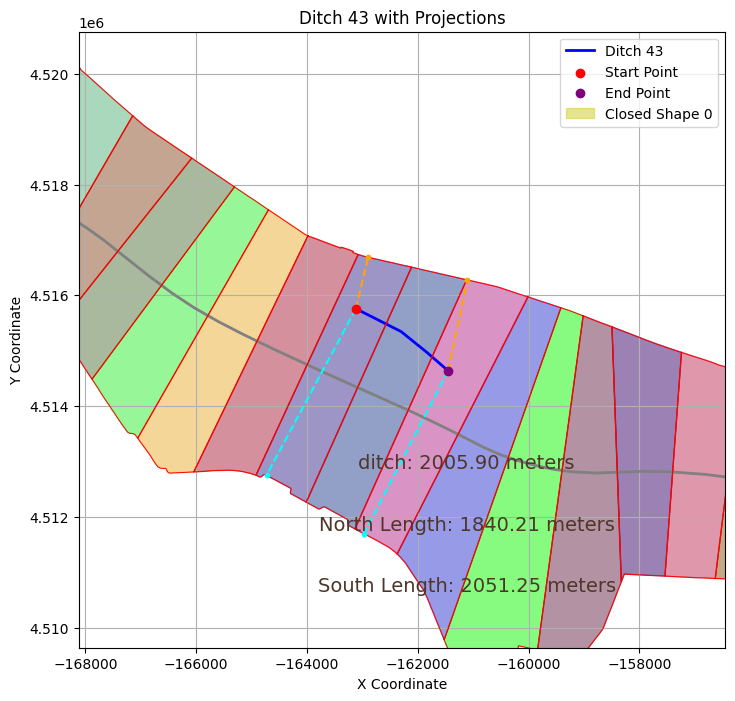 Ditch 43 with Projections
1e6
Ditch 43
Start Point
End Point
Closed Shape 0
4.520
4.518
4.516
4.514
4.512
4.510
Y Coordinate
ditch: 2005.90 meters
North Length: 1840.21 meters
South Length: 2051.25 meters
−168000 −166000 −164000 −162000 −160000 −158000
X Coordinate